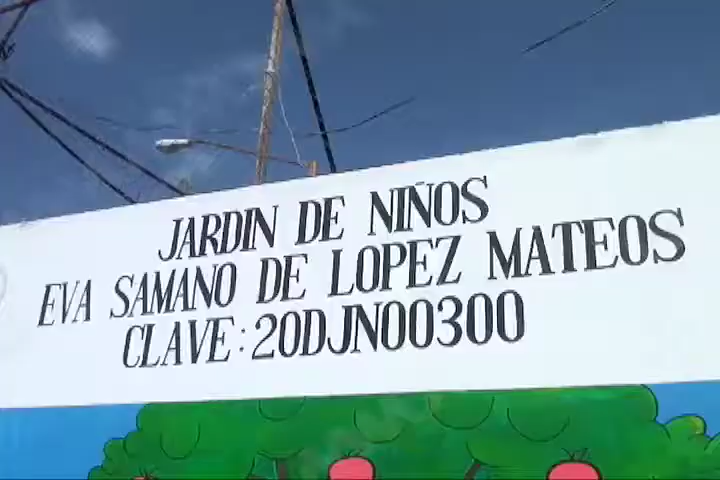 JARDIN DE NIÑOS
EVA SAMANO DE LOPEZ MATEOS
CLAVE:20DJN00300